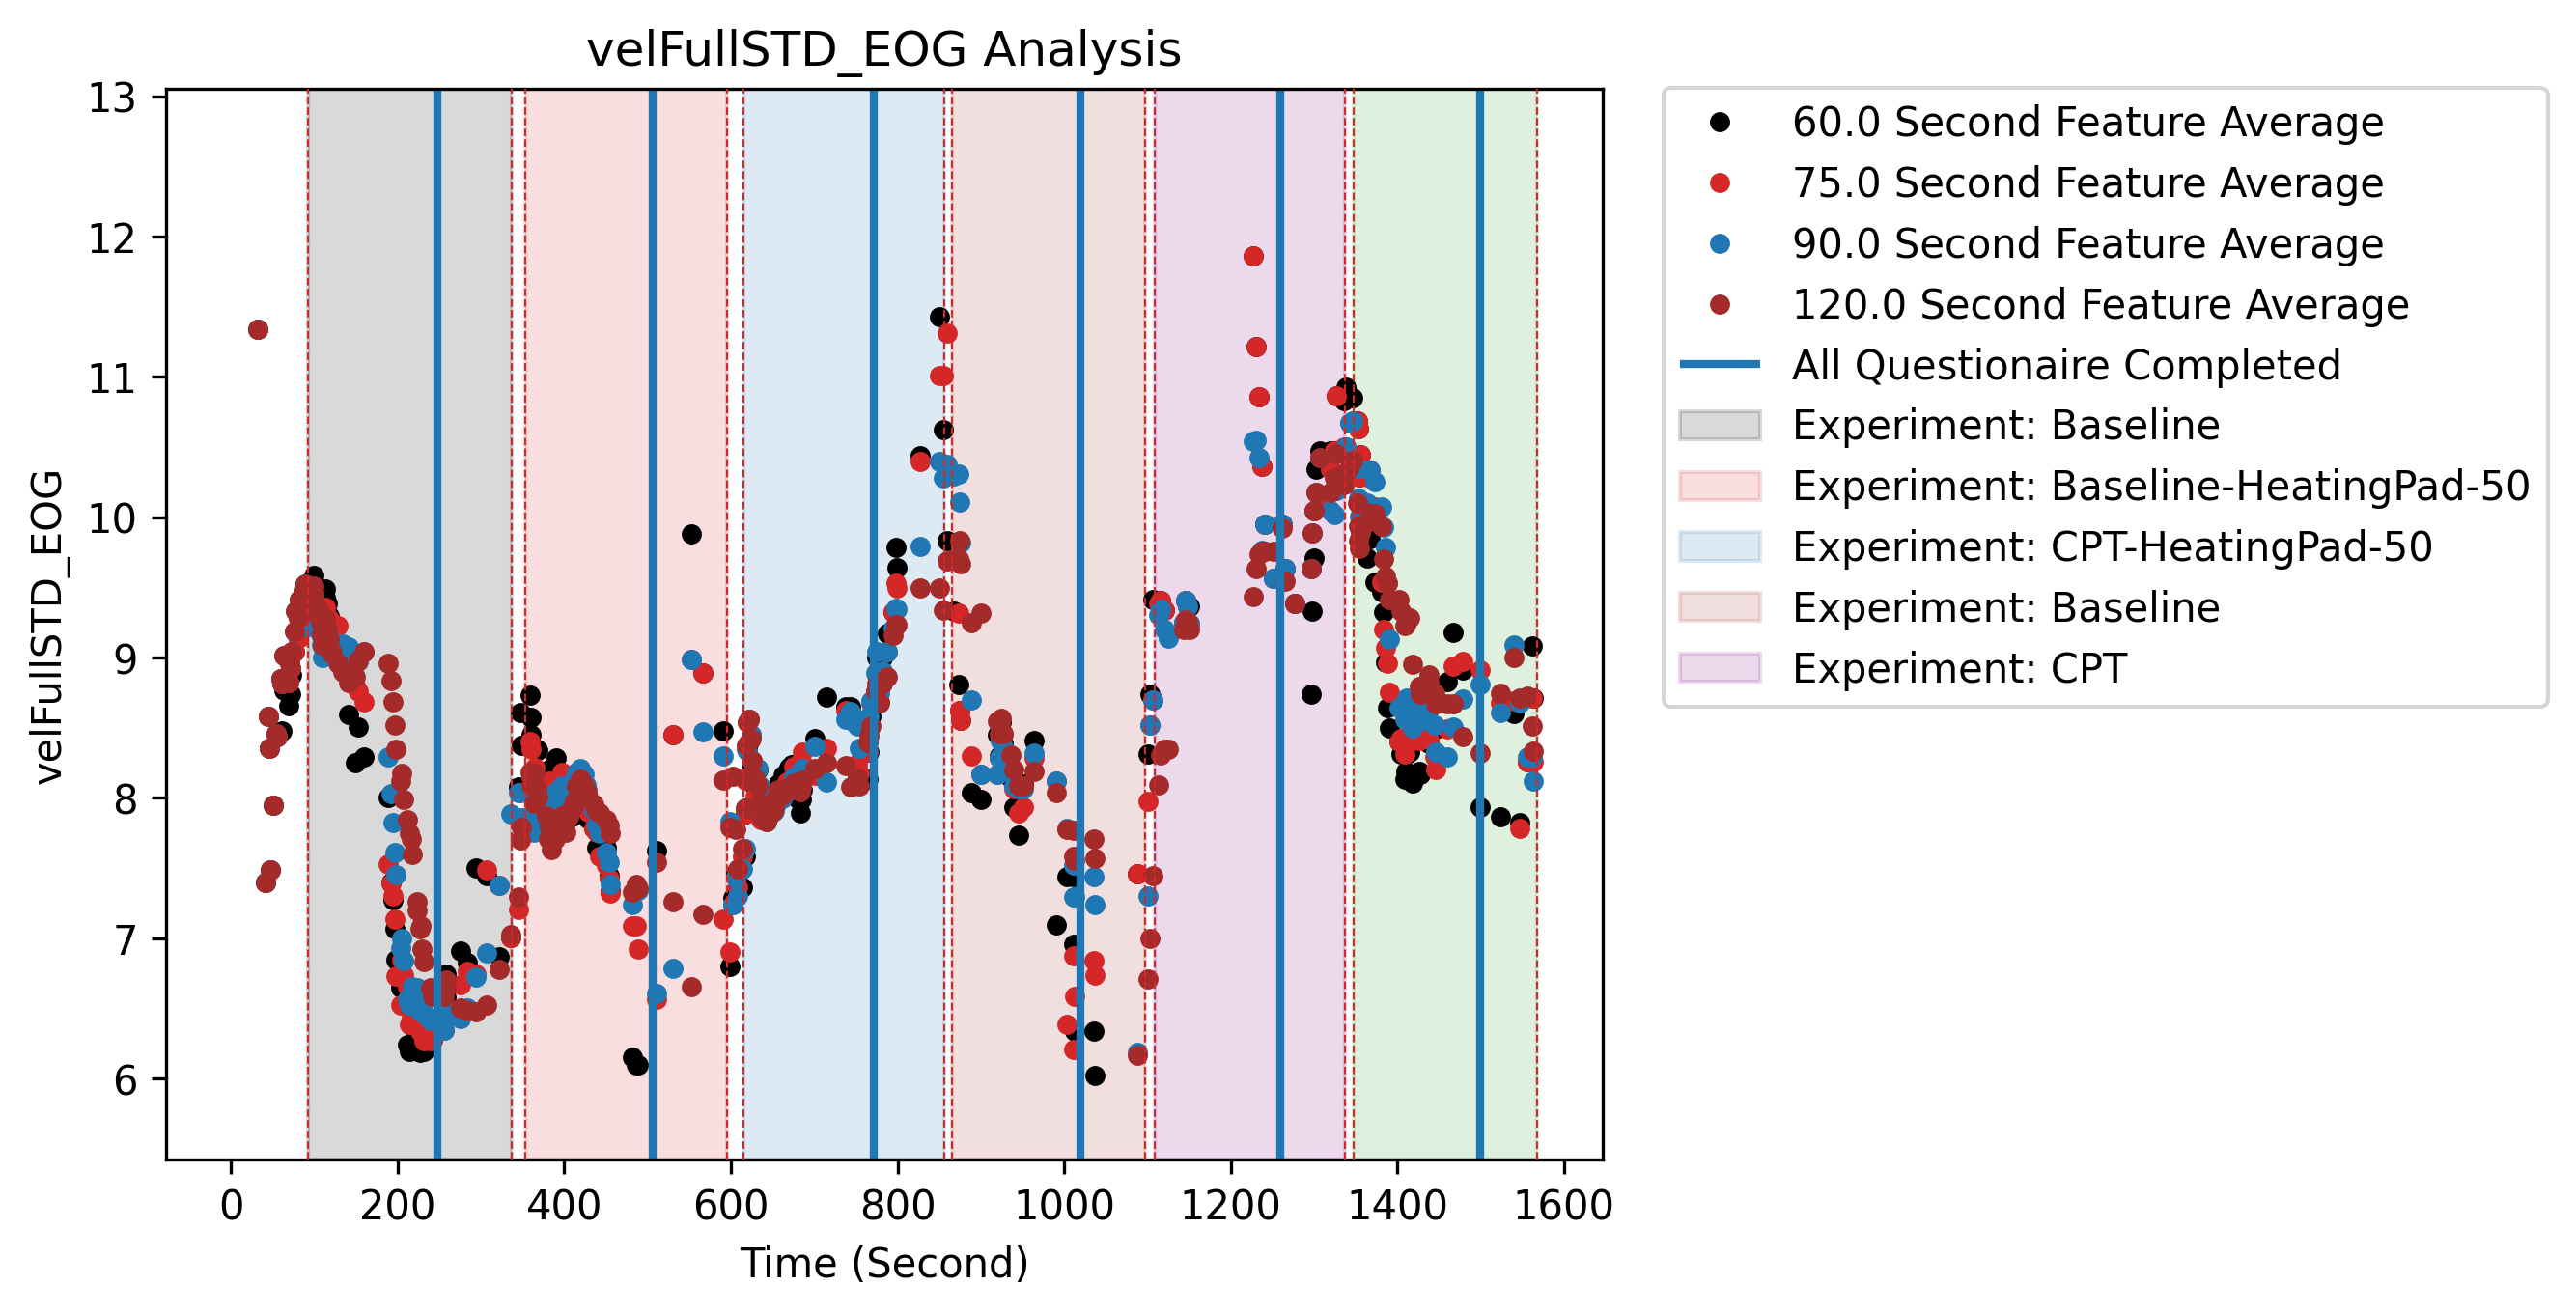 velFullSTD_EOG Analysis
velFullSTD_EOG
13
12
11
10
9
8
7
6
0 200 400 600 800 1000 1200 1400 1600
Time (Second)
60.0 Second Feature Average
75.0 Second Feature Average
90.0 Second Feature Average
120.0 Second Feature Average
All Questionaire Completed
Experiment: Baseline
Experiment: Baseline-HeatingPad-50
Experiment: CPT-HeatingPad-50
Experiment: Baseline
Experiment: CPT